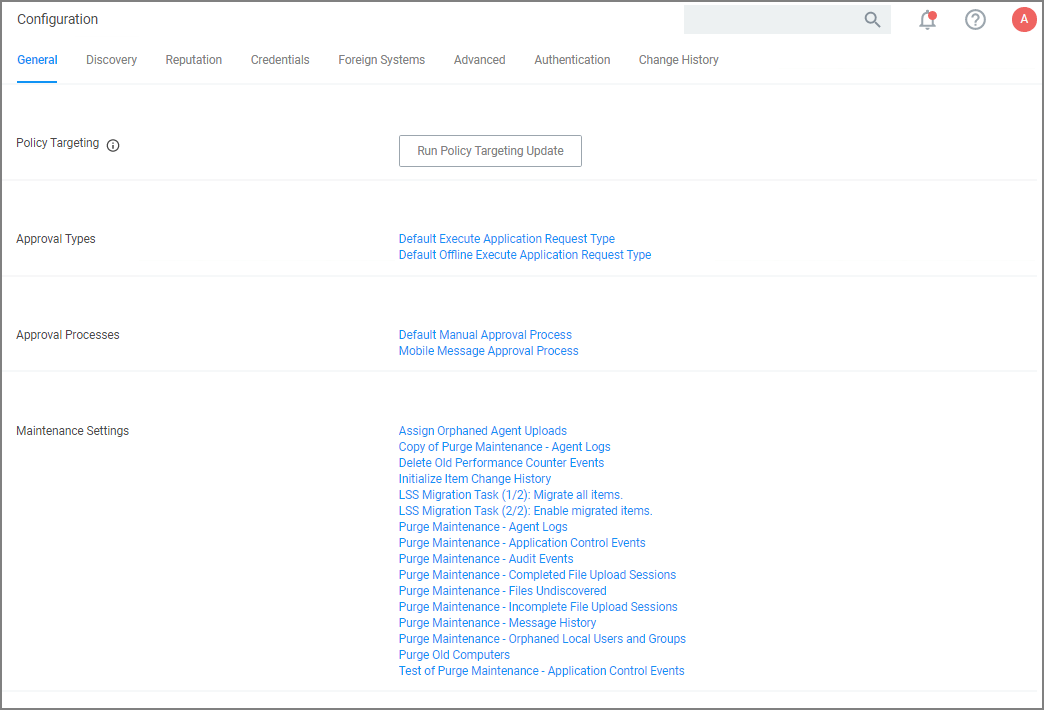 Configuration
A
General Discovery Reputation Credentials Foreign Systems Advanced Authentication Change History
Policy Targeting
Run Policy Targeting Update
Approval Types
Default Execute Application Request Type
Default Offline Execute Application Request Type
Approval Processes
Default Manual Approval Process
Mobile Message Approval Process
Maintenance Settings
Assign Orphaned Agent Uploads
Copy of Purge Maintenance - Agent Logs
Delete Old Performance Counter Events
Initialize Item Change History
LSS Migration Task (1/2): Migrate all items.
LSS Migration Task (2/2): Enable migrated items.
Purge Maintenance - Agent Logs
Purge Maintenance - Application Control Events
Purge Maintenance - Audit Events
Purge Maintenance - Completed File Upload Sessions
Purge Maintenance - Files Undiscovered
Purge Maintenance - Incomplete File Upload Sessions
Purge Maintenance - Message History
Purge Maintenance - Orphaned Local Users and Groups
Purge Old Computers
Test of Purge Maintenance - Application Control Events